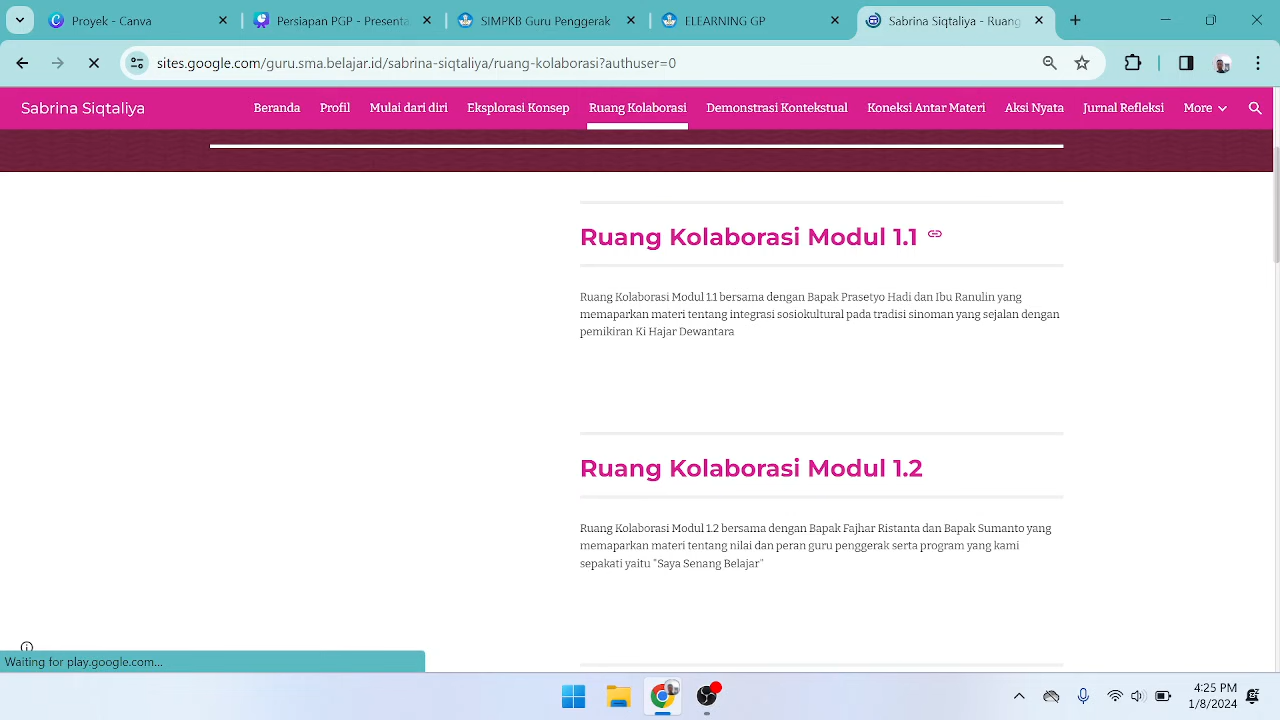 Proyek - Canva
Persiapan PGP - Presenta
SIMPKB Guru Penggerak
ELEARNING GP
Sabrina Siqtaliya - Ruang
sites.google.com/guru.sma.belajar.id/sabrina-siqtaliya/ruang-kolaborasi?authuser=0
Sabrina Siqtaliya
Beranda Profil Mulai dari diri Eksplorasi Konsep Ruang Kolaborasi Demonstrasi Kontekstual Koneksi Antar Materi Aksi Nyata Jurnal Refleksi More
Ruang Kolaborasi Modul 1.1
Ruang Kolaborasi Modul 1.1 bersama dengan Bapak Prasetyo Hadi dan Ibu Ranulin yang
memaparkan materi tentang integrasi sosiokultural pada tradisi sinoman yang sejalan dengan
pemikiran Ki Hajar Dewantara
Ruang Kolaborasi Modul 1.2
Ruang Kolaborasi Modul 1.2 bersama dengan Bapak Fajhar Ristanta dan Bapak Sumanto yang
memaparkan materi tentang nilai dan peran guru penggerak serta program yang kami
sepakati yaitu "Saya Senang Belajar"
Waiting for play.google.com...
4:25 PM
1/8/2024